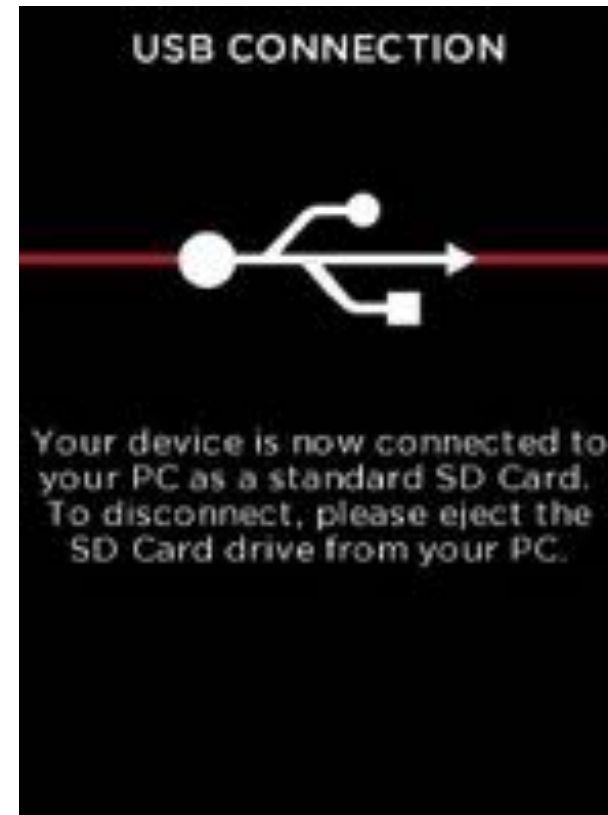 USB CONNECTION
Your device is now connected to
your PC as a standard SD Card.
To disconnect, please eject the
SD Card drive from your PC.